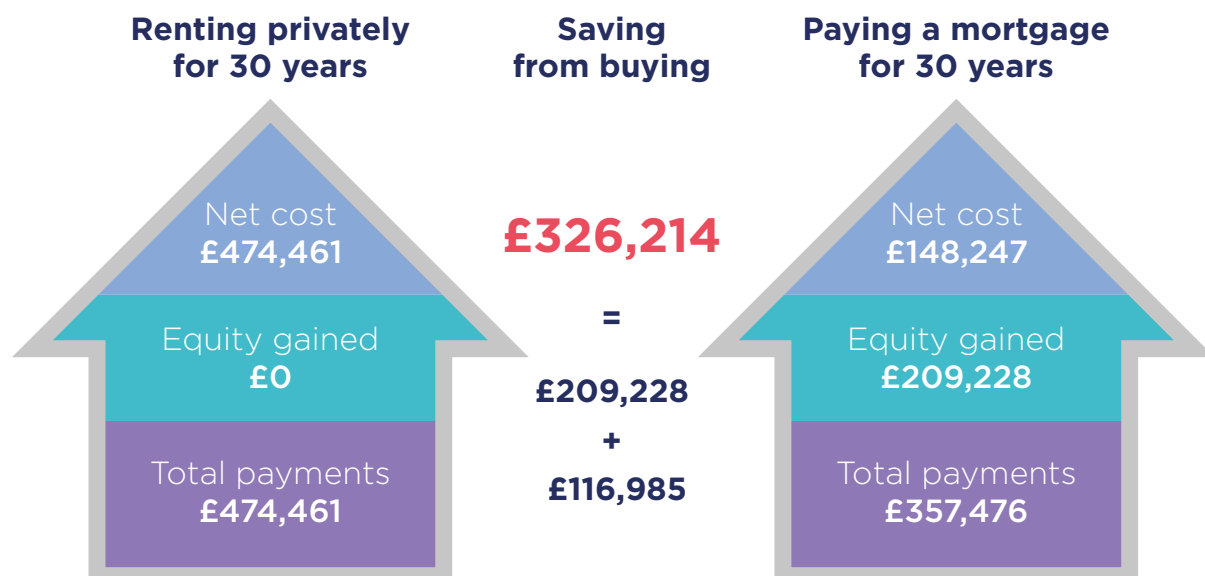 Renting privately
for 30 years
Net cost
£474,461
Equity gained
£0
Total payments
£474,461
Saving
from buying
£326,214
=
£209,228
+
£116,985
Paying a mortgage
for 30 years
Net cost
£148,247
Equity gained
£209,228
Total payments
£357,476